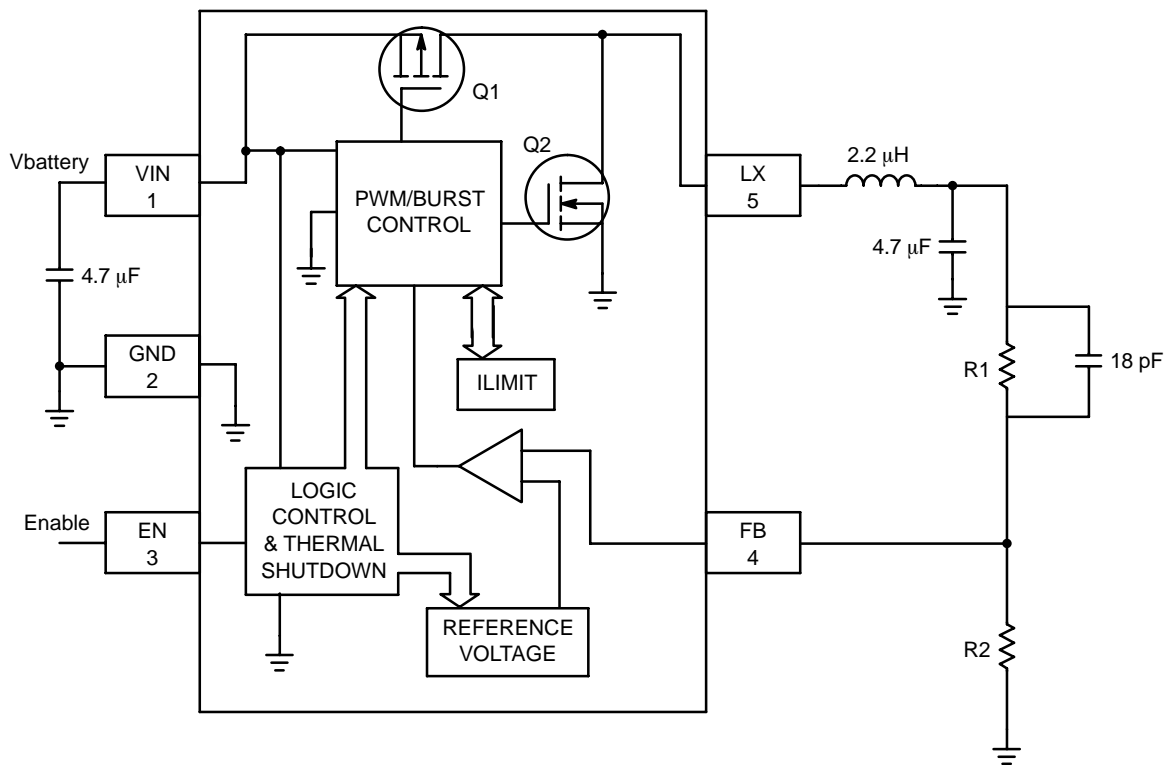 Q1
Q2
Vbattery
VIN
1
PWM/BURST
CONTROL
LX
5
2.2 μH
4.7 μF
4.7 μF
GND
2
ILIMIT
R1
18 pF
Enable
EN
3
LOGIC
CONTROL
& THERMAL
SHUTDOWN
FB
4
REFERENCE
VOLTAGE
R2